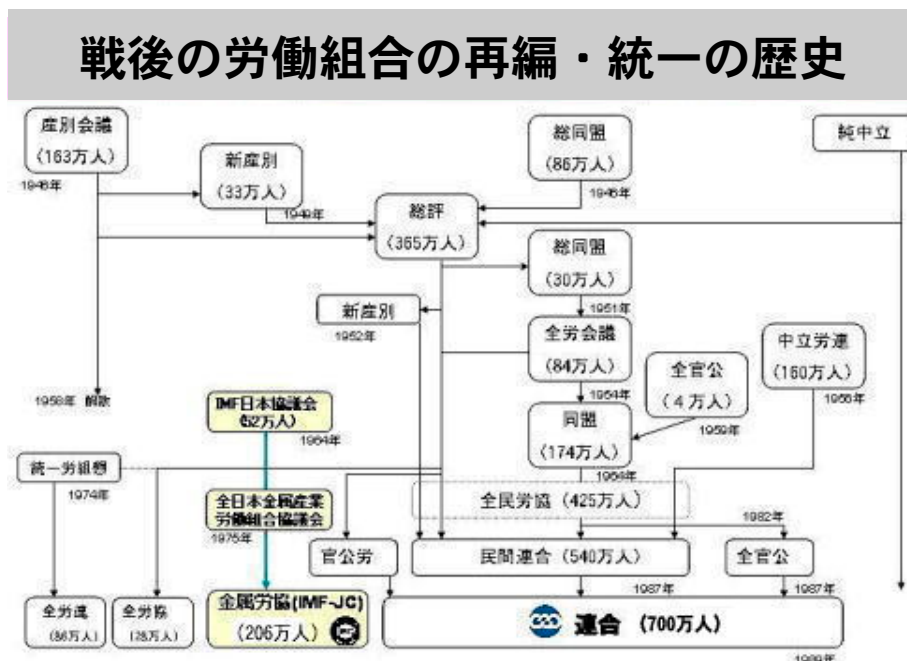 戦後の労働組合の再編・統一の歴史
産別会議
(163万人)
1946年
新産別
(33万人)
1949年
総同盟
(86万人)
1946年
純中立
総評
(365万人)
総同盟
(30万人)
1951年
新産別
1952年
全労会議
(84万人)
1954年
中立労連
(160万人)
全官公
(4万人)
1959年
1958年 解散
IMF日本協議会
1964年
同盟
(174万人)
1964年
統一労組懇
1974年
全日本金属産業
労働組合協議会
1975年
全民労協 (425万人)
1982年
官公労
民間連合 (540万人)
1987年
全官公
1987年
全労連
全労協
金属労協(IMF-JC)
(206万人)
連合 (700万人)
1989年